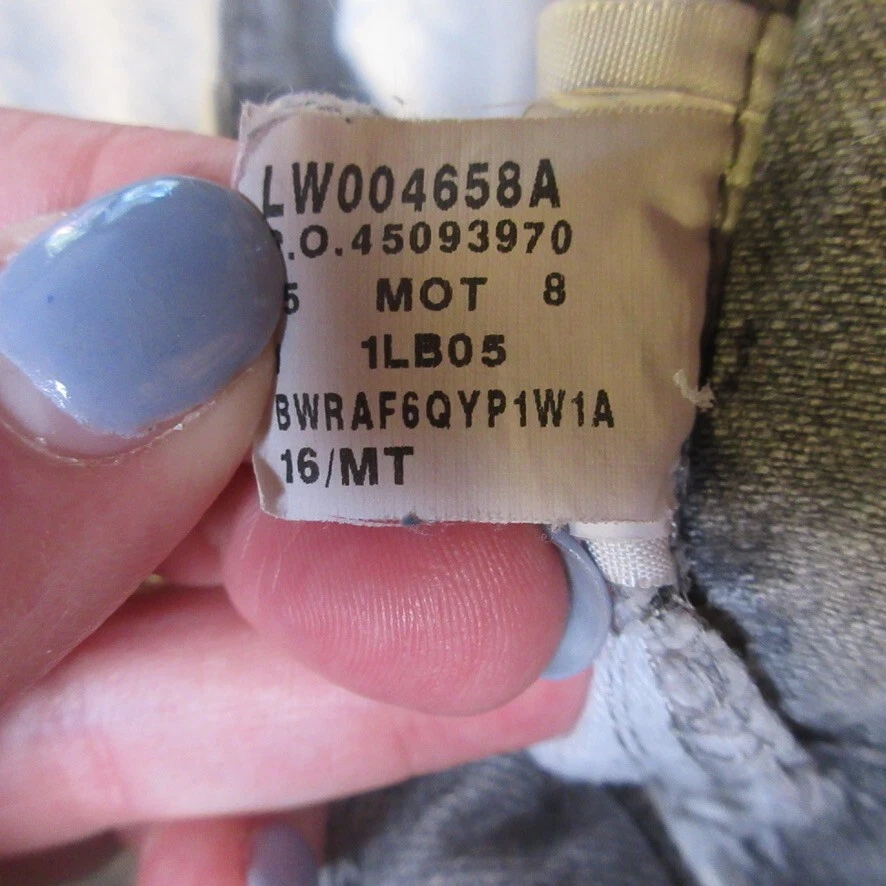 LW004658A
.O.45093970
5 MOT 8
1LB05
BWRAF6QYP1W1A
16/MT